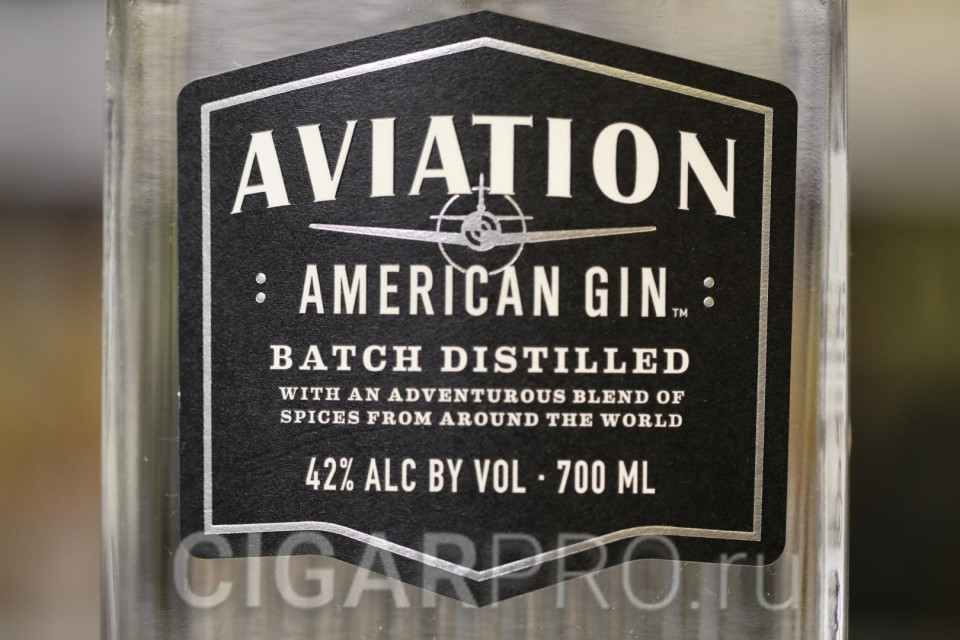 AVIATION
: AMERICAN GIN™ :
BATCH DISTILLED
WITH AN ADVENTUROUS BLEND OF
SPICES FROM AROUND THE WORLD
42% ALC BY VOL · 700 ML
CIGARPRO.ru